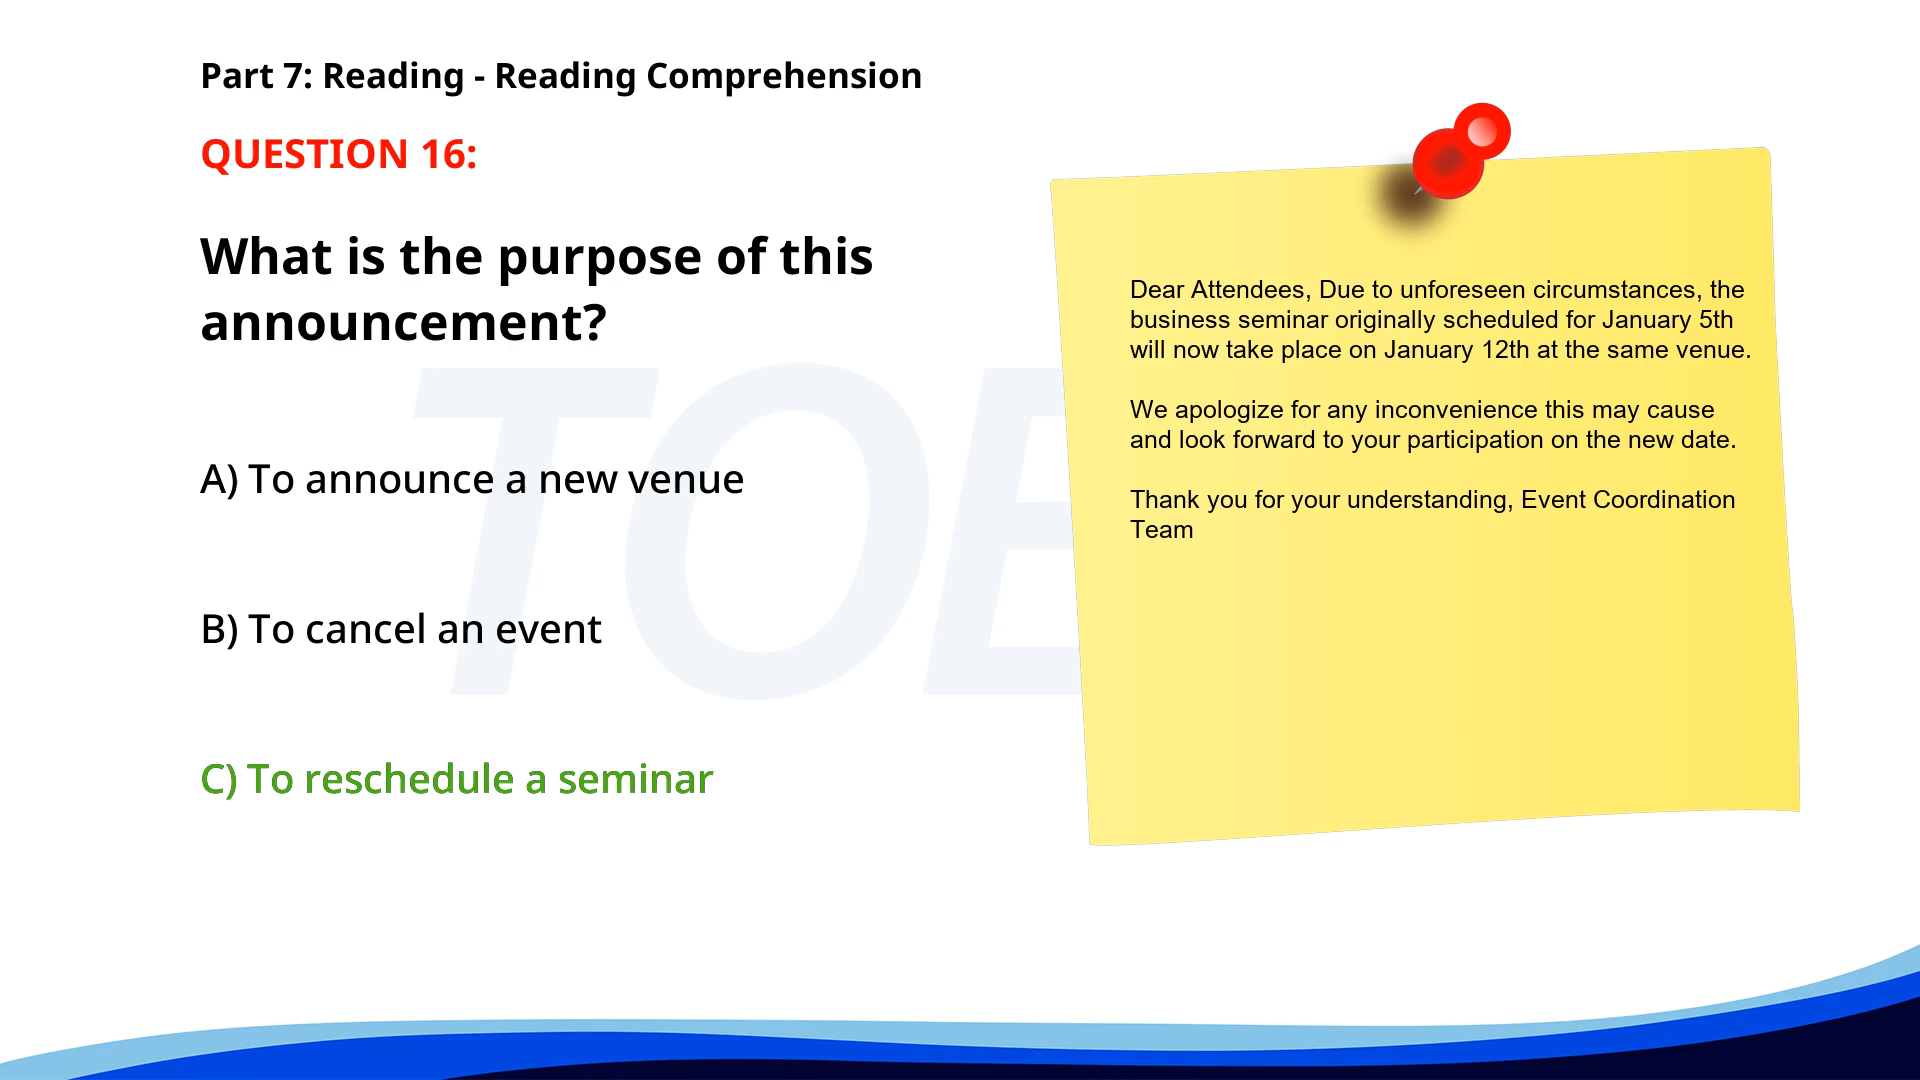 Part 7: Reading - Reading Comprehension
QUESTION 16:
What is the purpose of this
announcement?
A) To announce a new venue
B) To cancel an event
C) To reschedule a seminar
Dear Attendees, Due to unforeseen circumstances, the
business seminar originally scheduled for January 5th
will now take place on January 12th at the same venue.
We apologize for any inconvenience this may cause
and look forward to your participation on the new date.
Thank you for your understanding, Event Coordination
Team
TOE